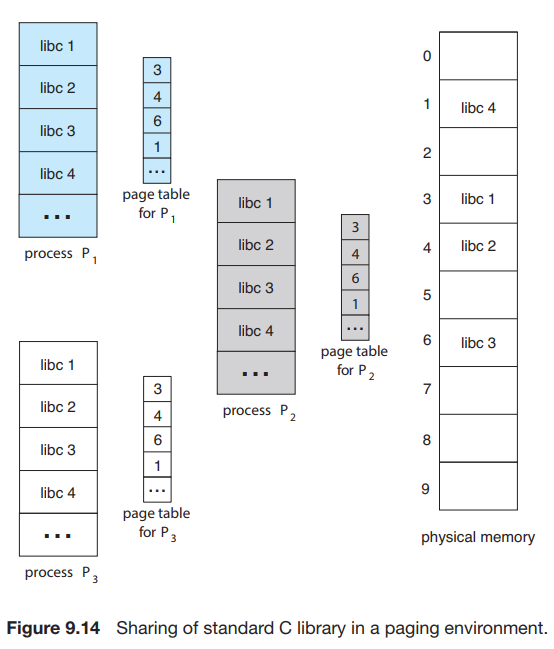 libc 1
libc 2
libc 3
libc 4
...
process P1
3
4
6
1
...
page table
for P1
libc 1
libc 2
libc 3
libc 4
...
process P2
3
4
6
1
...
page table
for P2
libc 1
libc 2
libc 3
libc 4
...
process P3
3
4
6
1
...
page table
for P3
0
1 libc 4
2
3 libc 1
4 libc 2
5
6 libc 3
7
8
9
physical memory
Figure 9.14 Sharing of standard C library in a paging environment.